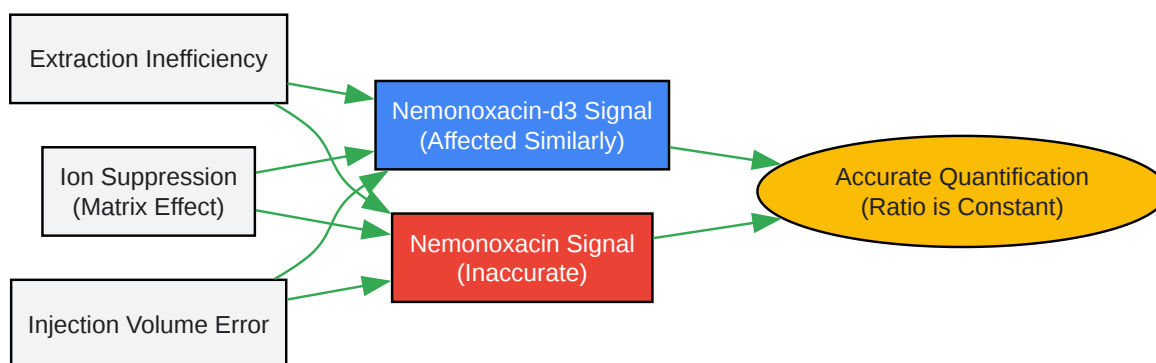 Extraction Inefficiency
Ion Suppression
(Matrix Effect)
Injection Volume Error
Nemonoxacin-d3 Signal
(Affected Similarly)
Nemonoxacin Signal
(Inaccurate)
Accurate Quantification
(Ratio is Constant)